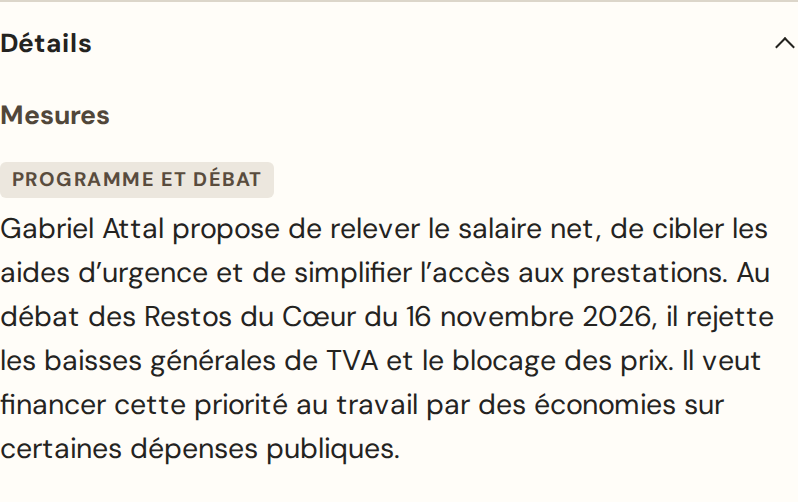 Détails
Mesures
PROGRAMME ET DÉBAT
Gabriel Attal propose de relever le salaire net, de cibler les
aides d’urgence et de simplifier l’accès aux prestations. Au
débat des Restos du Cœur du 16 novembre 2026, il rejette
les baisses générales de TVA et le blocage des prix. Il veut
financer cette priorité au travail par des économies sur
certaines dépenses publiques.